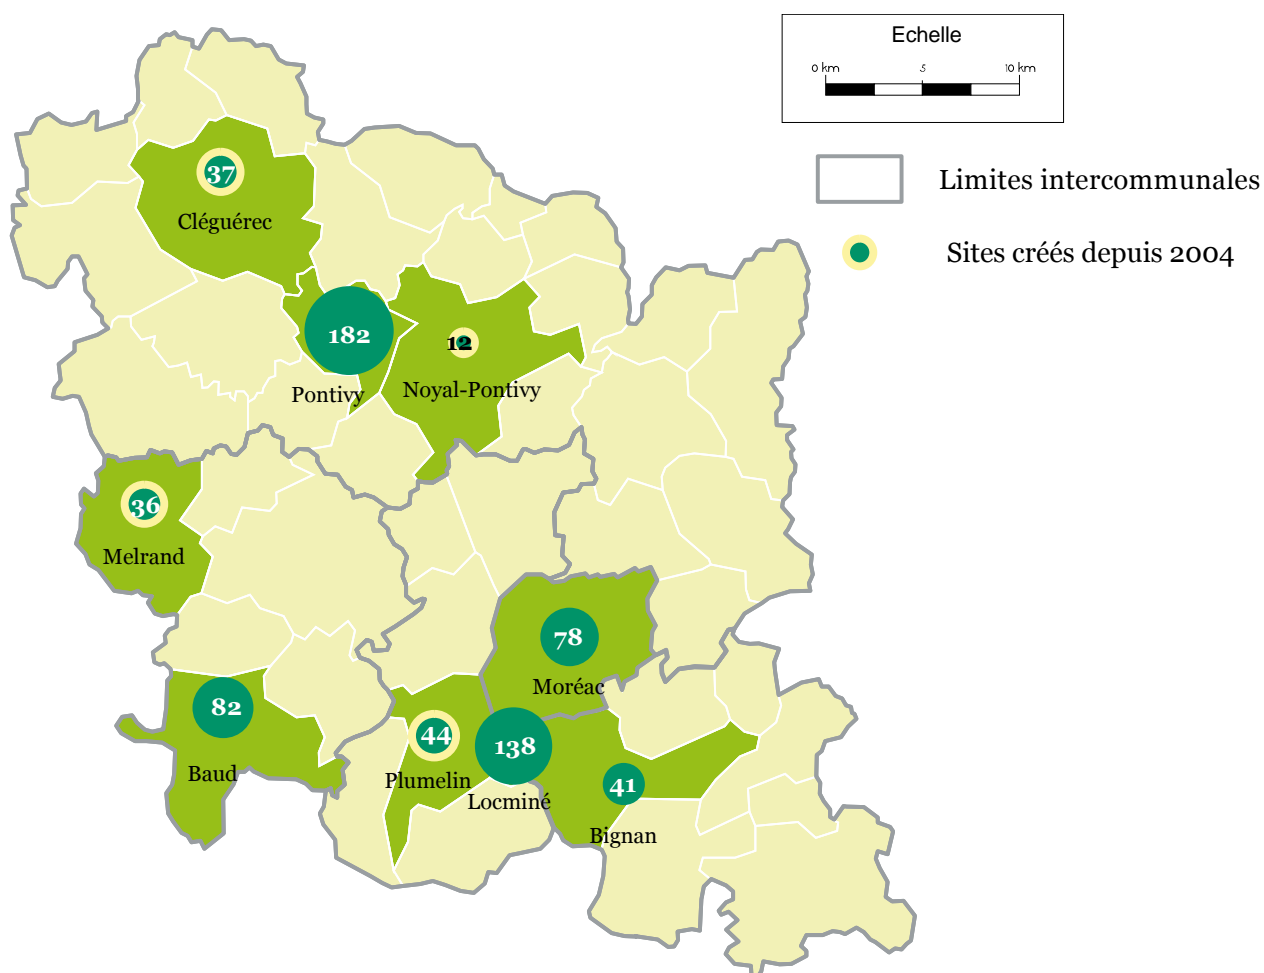 Echelle
0 km 5 10 km
Limites intercommunales
Sites créés depuis 2004
37
Cléguérec
182
Pontivy
12
Noyal-Pontivy
36
Melrand
78
Moréac
82
Baud
44
Plumelin
138
Locminé
41
Bignan